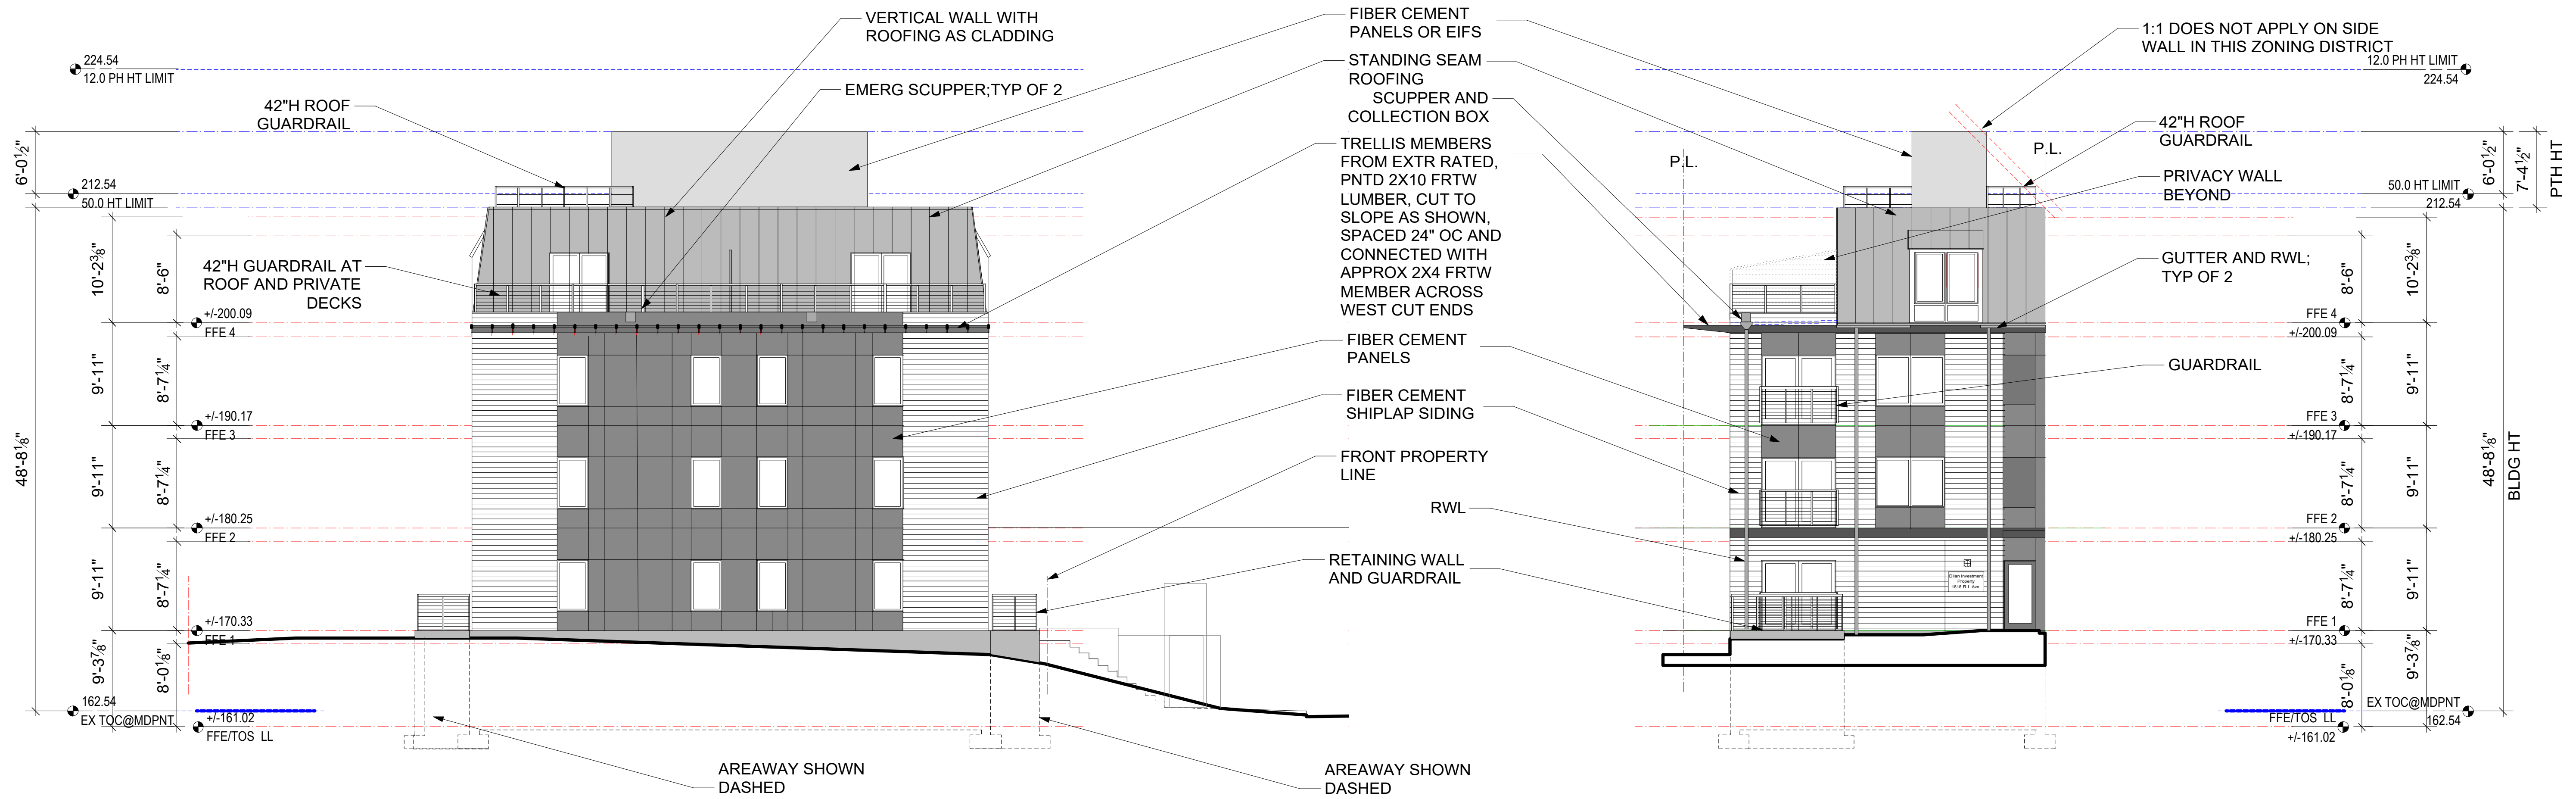 VERTICAL WALL WITH
ROOFING AS CLADDING
EMERG SCUPPER;TYP OF 2
224.54
12.0 PH HT LIMIT
42"H ROOF
GUARDRAIL
6'-0½"
212.54
50.0 HT LIMIT
10'-2⅜"
8'-6"
42"H GUARDRAIL AT
ROOF AND PRIVATE
DECKS
+/-200.09
FFE 4
9'-11"
8'-7¼"
+/-190.17
FFE 3
48'-8⅛"
9'-11"
8'-7¼"
+/-180.25
FFE 2
9'-11"
8'-7¼"
+/-170.33
FFE 1
9'-3⅞"
8'-0⅛"
162.54
EX TOC@MDPNT
+/-161.02
FFE/TOS LL
AREAWAY SHOWN
DASHED
FIBER CEMENT
PANELS OR EIFS
STANDING SEAM
ROOFING
SCUPPER AND
COLLECTION BOX
TRELLIS MEMBERS
FROM EXTR RATED,
PNTD 2X10 FRTW
LUMBER, CUT TO
SLOPE AS SHOWN,
SPACED 24" OC AND
CONNECTED WITH
APPROX 2X4 FRTW
MEMBER ACROSS
WEST CUT ENDS
FIBER CEMENT
PANELS
FIBER CEMENT
SHIPLAP SIDING
FRONT PROPERTY
LINE
RWL
RETAINING WALL
AND GUARDRAIL
AREAWAY SHOWN
DASHED
1:1 DOES NOT APPLY ON SIDE
WALL IN THIS ZONING DISTRICT
12.0 PH HT LIMIT
224.54
P.L.
P.L.
42"H ROOF
GUARDRAIL
PRIVACY WALL
BEYOND
6'-0½"
7'-4½"
PTH HT
50.0 HT LIMIT
212.54
GUTTER AND RWL;
TYP OF 2
8'-6"
10'-2⅜"
FFE 4
+/-200.09
GUARDRAIL
8'-7¼"
9'-11"
FFE 3
+/-190.17
8'-7¼"
9'-11"
48'-8⅛"
BLDG HT
FFE 2
+/-180.25
Dilan Investment
Property
1818 R.I. Ave
8'-7¼"
9'-11"
FFE 1
+/-170.33
8'-0⅛"
9'-3⅞"
EX TOC@MDPNT
162.54
FFE/TOS LL
+/-161.02